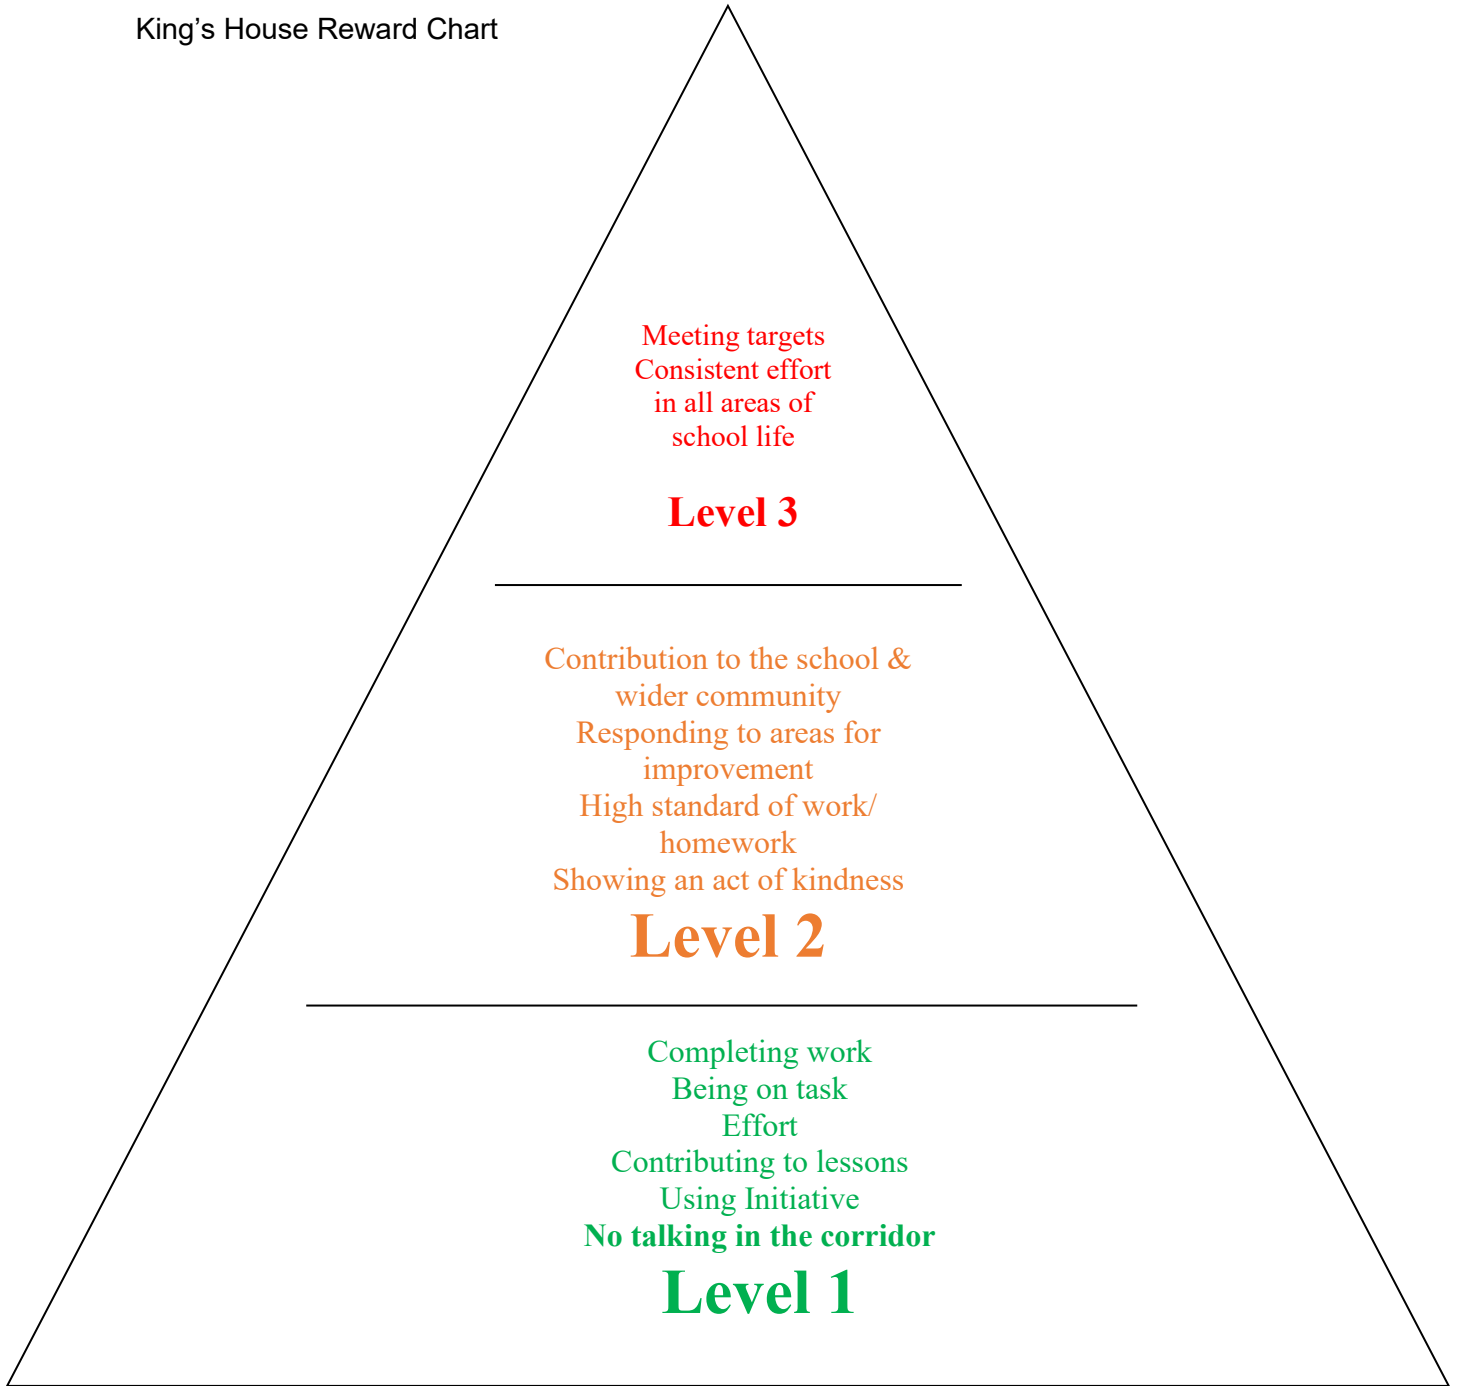 King’s House Reward Chart
Meeting targets
Consistent effort
in all areas of
school life
Level 3
Contribution to the school &
wider community
Responding to areas for
improvement
High standard of work/
homework
Showing an act of kindness
Level 2
Completing work
Being on task
Effort
Contributing to lessons
Using Initiative
No talking in the corridor
Level 1